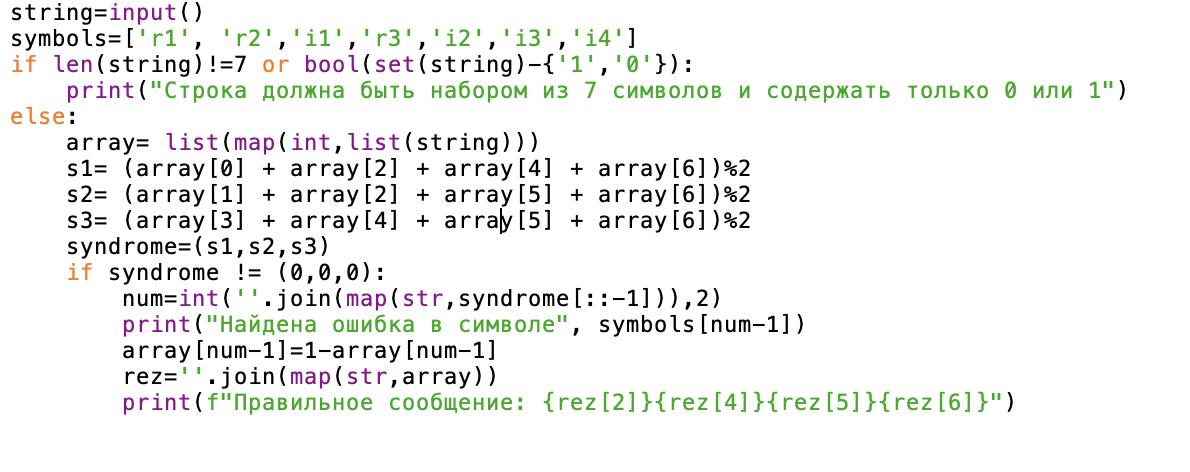 string=input()
symbols=['r1', 'r2','i1','r3','i2','i3','i4']
if len(string)!=7 or bool(set(string)-{'1','0'}):
    print("Строка должна быть набором из 7 символов и содержать только 0 или 1")
else:
    array= list(map(int,list(string)))
    s1= (array[0] + array[2] + array[4] + array[6])%2
    s2= (array[1] + array[2] + array[5] + array[6])%2
    s3= (array[3] + array[4] + array[5] + array[6])%2
    syndrome=(s1,s2,s3)
    if syndrome != (0,0,0):
        num=int(''.join(map(str,syndrome[::-1])),2)
        print("Найдена ошибка в символе", symbols[num-1])
        array[num-1]=1-array[num-1]
        rez=''.join(map(str,array))
        print(f"Правильное сообщение: {rez[2]}{rez[4]}{rez[5]}{rez[6]}")